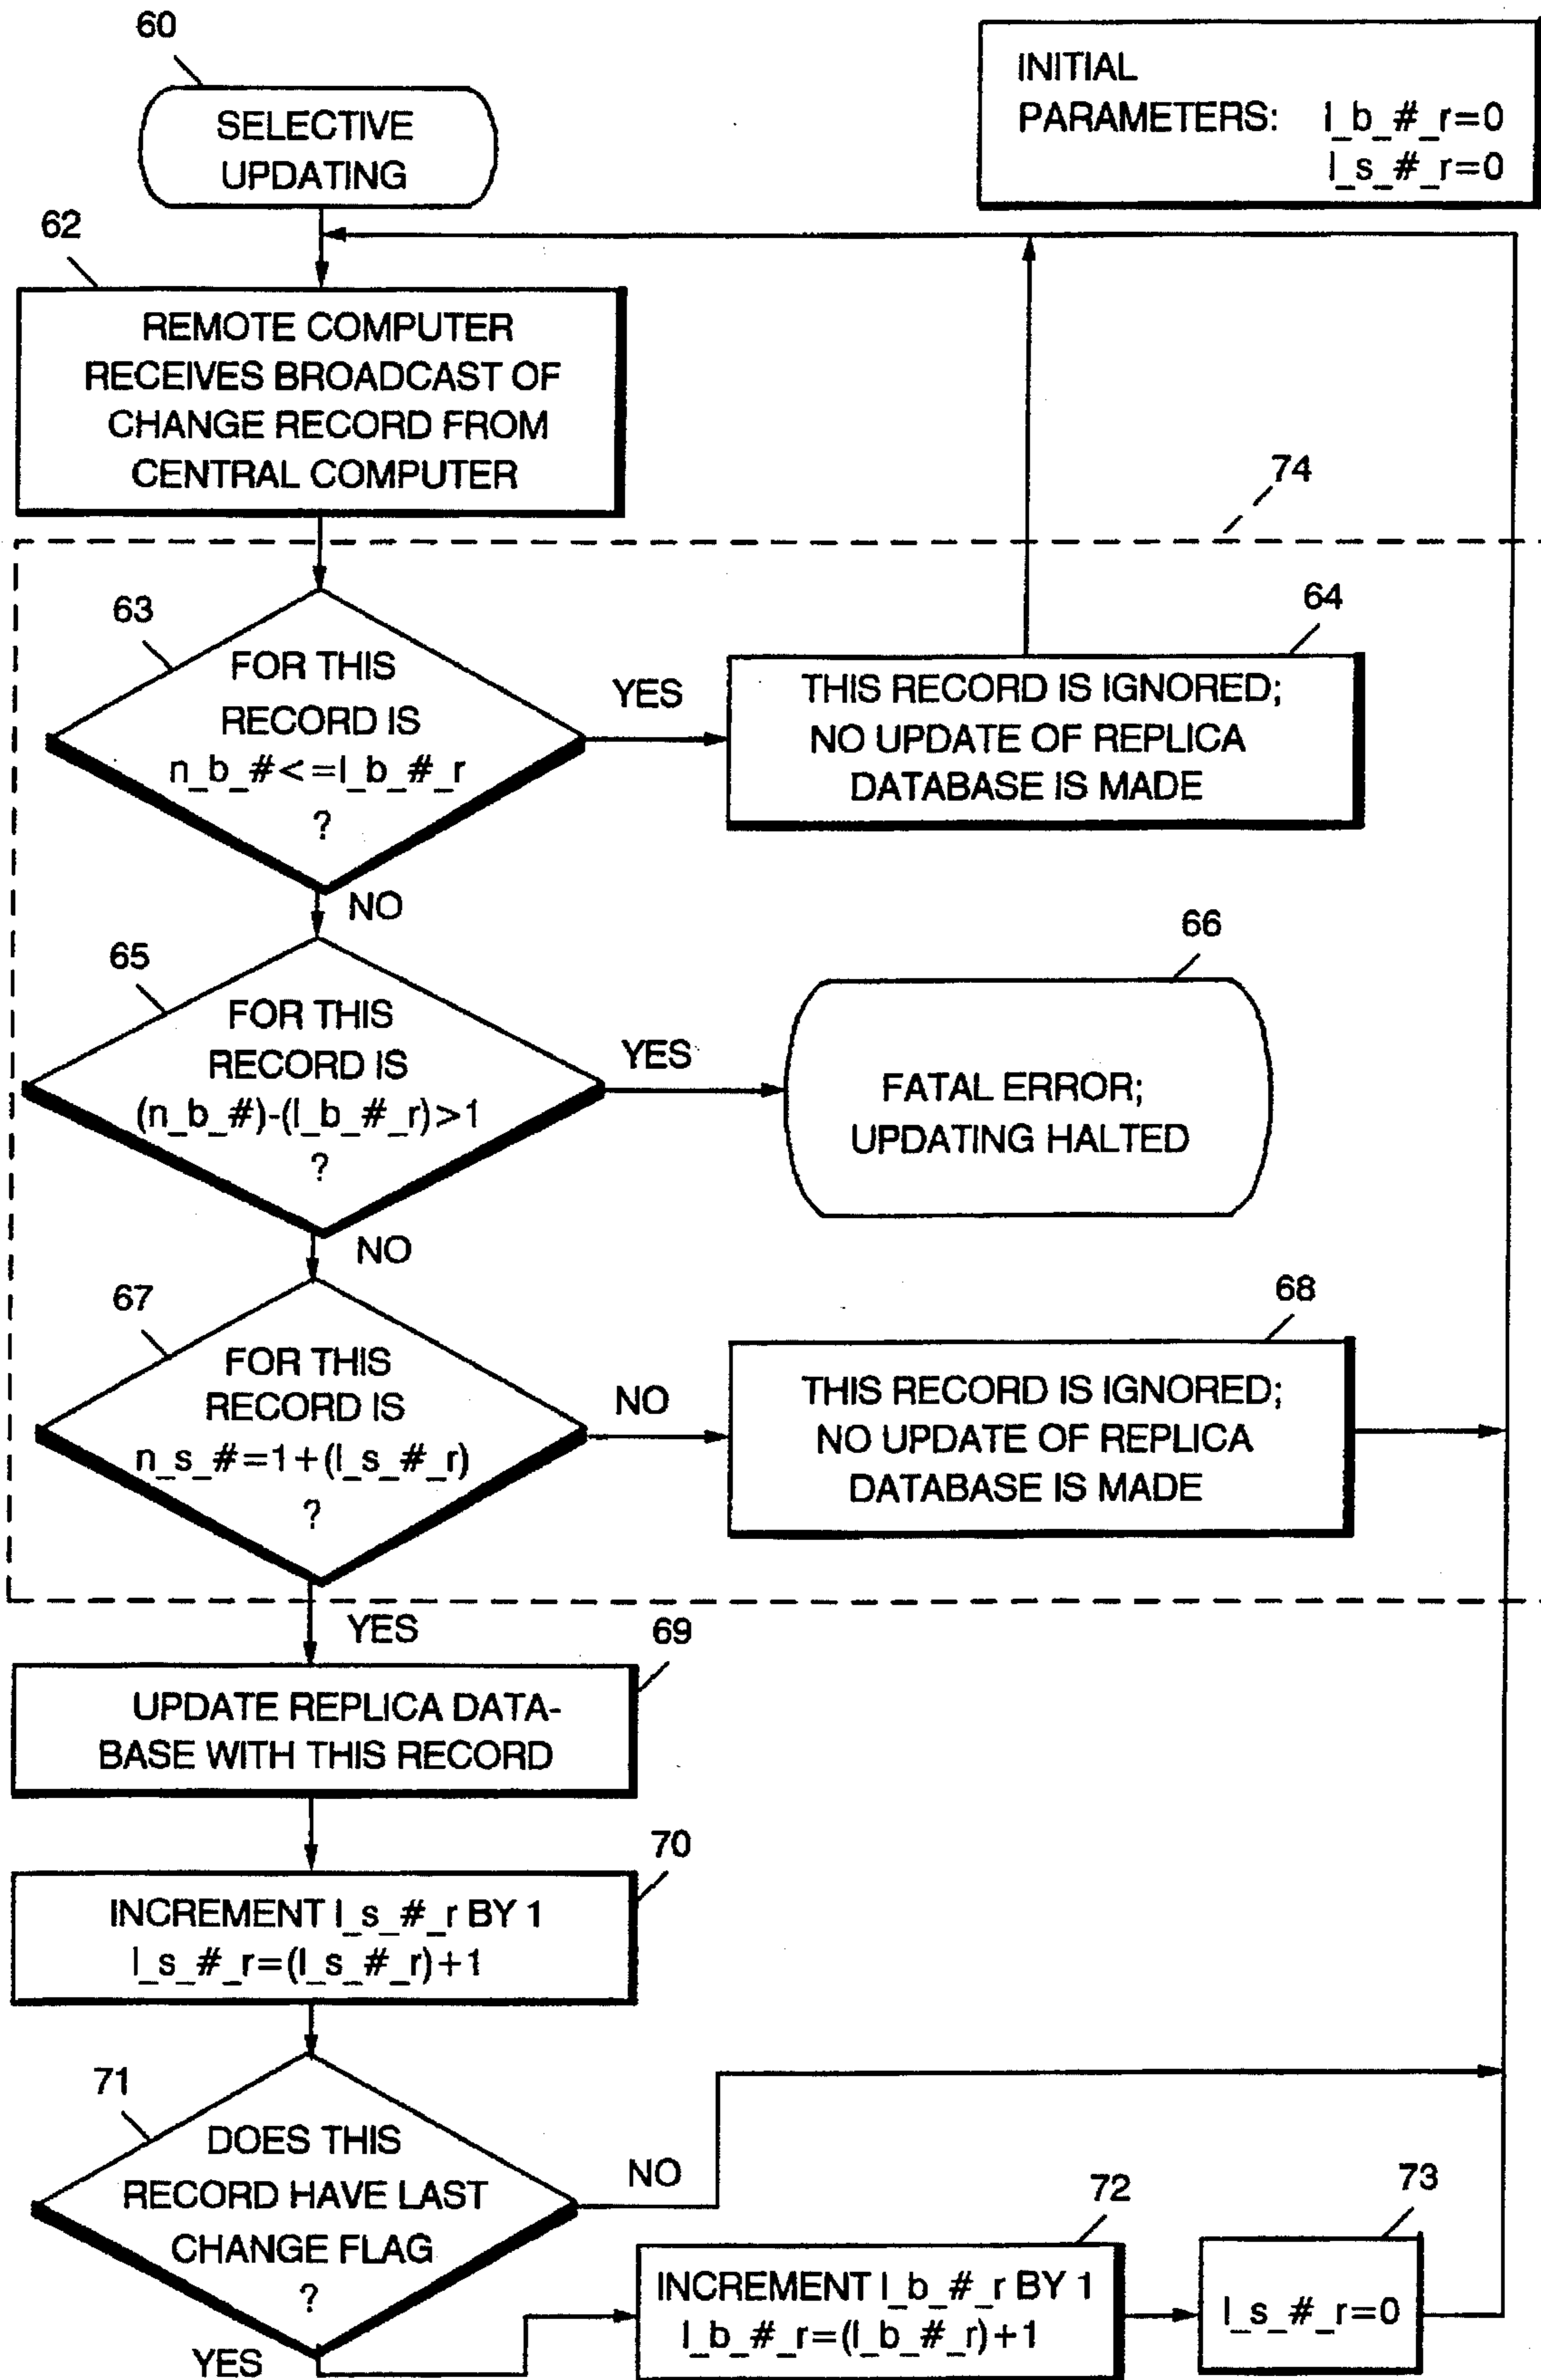 60
SELECTIVE
UPDATING
INITIAL
PARAMETERS: l_b_#_r=0
l_s_#_r=0
62
REMOTE COMPUTER
RECEIVES BROADCAST OF
CHANGE RECORD FROM
CENTRAL COMPUTER
74
63
FOR THIS
RECORD IS
n_b_#<=l_b_#_r
?
YES
64
THIS RECORD IS IGNORED;
NO UPDATE OF REPLICA
DATABASE IS MADE
NO
65
FOR THIS
RECORD IS
(n_b_#)-(l_b_#_r)>1
?
YES
66
FATAL ERROR;
UPDATING HALTED
NO
67
FOR THIS
RECORD IS
n_s_#=1+(l_s_#_r)
?
NO
68
THIS RECORD IS IGNORED;
NO UPDATE OF REPLICA
DATABASE IS MADE
YES
69
UPDATE REPLICA DATA-
BASE WITH THIS RECORD
70
INCREMENT l_s_#_r BY 1
l_s_#_r=(l_s_#_r)+1
71
DOES THIS
RECORD HAVE LAST
CHANGE FLAG
?
NO
YES
72
INCREMENT l_b_#_r BY 1
l_b_#_r=(l_b_#_r)+1
73
l_s_#_r=0